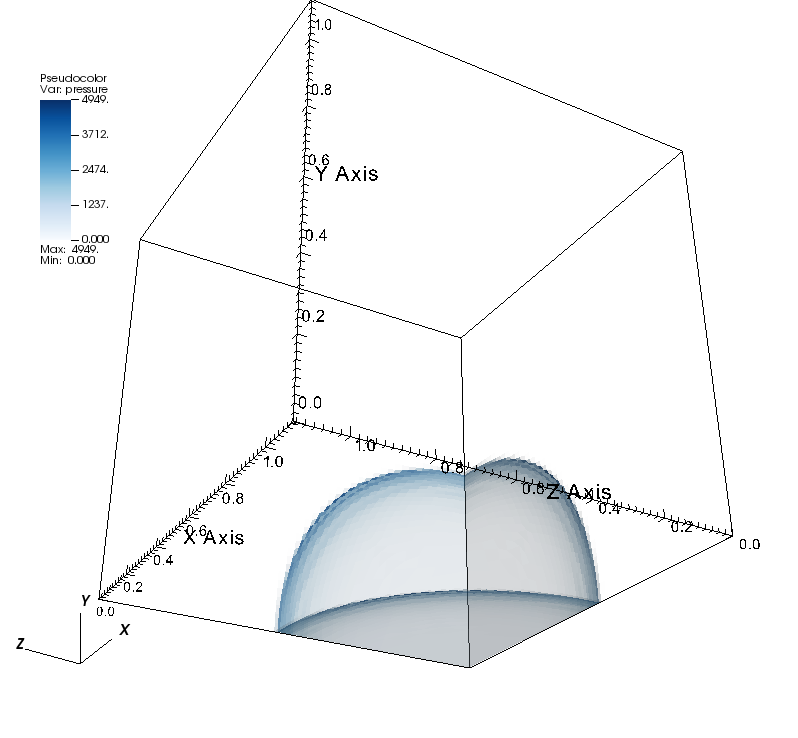 Pseudocolor
Var: pressure
4949.
3712.
2474.
1237.
0.000
Max: 4949.
Min: 0.000
1.0
0.8
0.6
Y Axis
0.4
0.2
0.0
1.0
0.8
0.6
Z Axis
0.4
0.2
0.0
1.0
0.8
0.6
X Axis
0.4
0.2
0.0
Y
X
Z